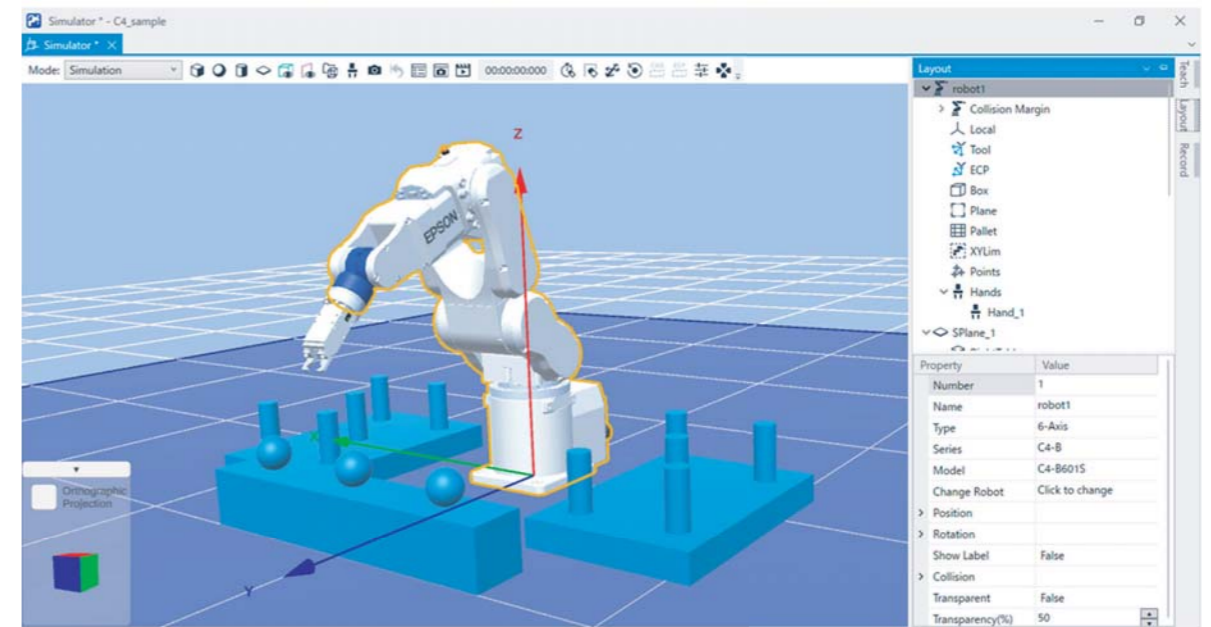 Simulator * - C4_sample
Simulator *
Mode: Simulation
00:00:00:000
Layout
robot1
Collision Margin
Local
Tool
ECP
Box
Plane
Pallet
XYLim
Points
Hands
Hand_1
SPlane_1
Teach
Layout
Record
Z
EPSON
X
Y
Orthographic
Projection
Property Value
Number 1
Name robot1
Type 6-Axis
Series C4-B
Model C4-B601S
Change Robot Click to change
Position
Rotation
Show Label False
Collision
Transparent False
Transparency(%) 50